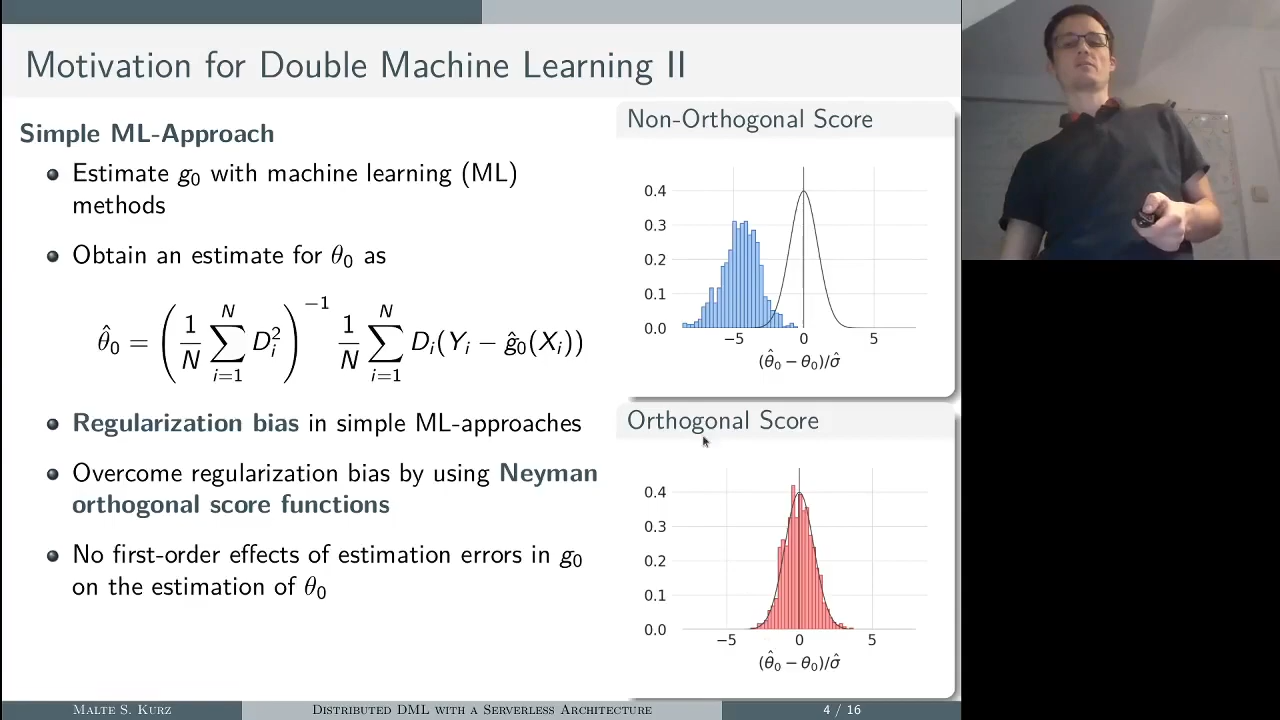 Motivation for Double Machine Learning II
Simple ML-Approach
Estimate g₀ with machine learning (ML)
methods
Obtain an estimate for θ₀ as
θ̂₀ = (1/N ∑_{i=1}^{N} D_i²)^{−1} 1/N ∑_{i=1}^{N} D_i(Y_i − ĝ₀(X_i))
Regularization bias in simple ML-approaches
Overcome regularization bias by using Neyman
orthogonal score functions
No first-order effects of estimation errors in g₀
on the estimation of θ₀
Non-Orthogonal Score
0.4
0.3
0.2
0.1
0.0
−5 0 5
(θ̂₀ − θ₀)/σ̂
Orthogonal Score
0.4
0.3
0.2
0.1
0.0
−5 0 5
(θ̂₀ − θ₀)/σ̂
Malte S. Kurz Distributed DML with a Serverless Architecture 4 / 16